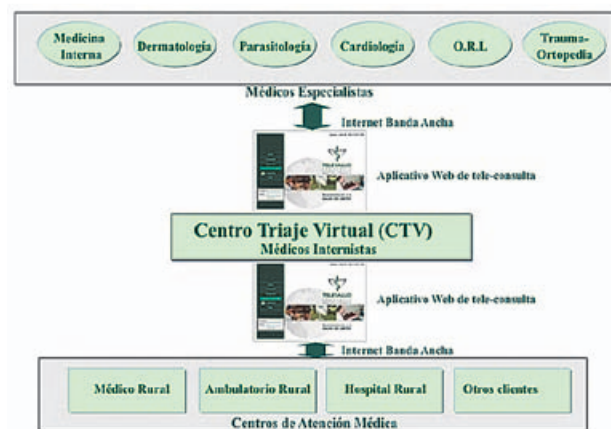 Medicina
Interna
Dermatología
Parasitología
Cardiología
O.R.L
Trauma-
Ortopedia
Médicos Especialistas
Internet Banda Ancha
Aplicativo Web de tele-consulta
Centro Triaje Virtual (CTV)
Médicos Internistas
Aplicativo Web de tele-consulta
Internet Banda Ancha
Médico Rural
Ambulatorio Rural
Hospital Rural
Otros clientes
Centros de Atención Médica